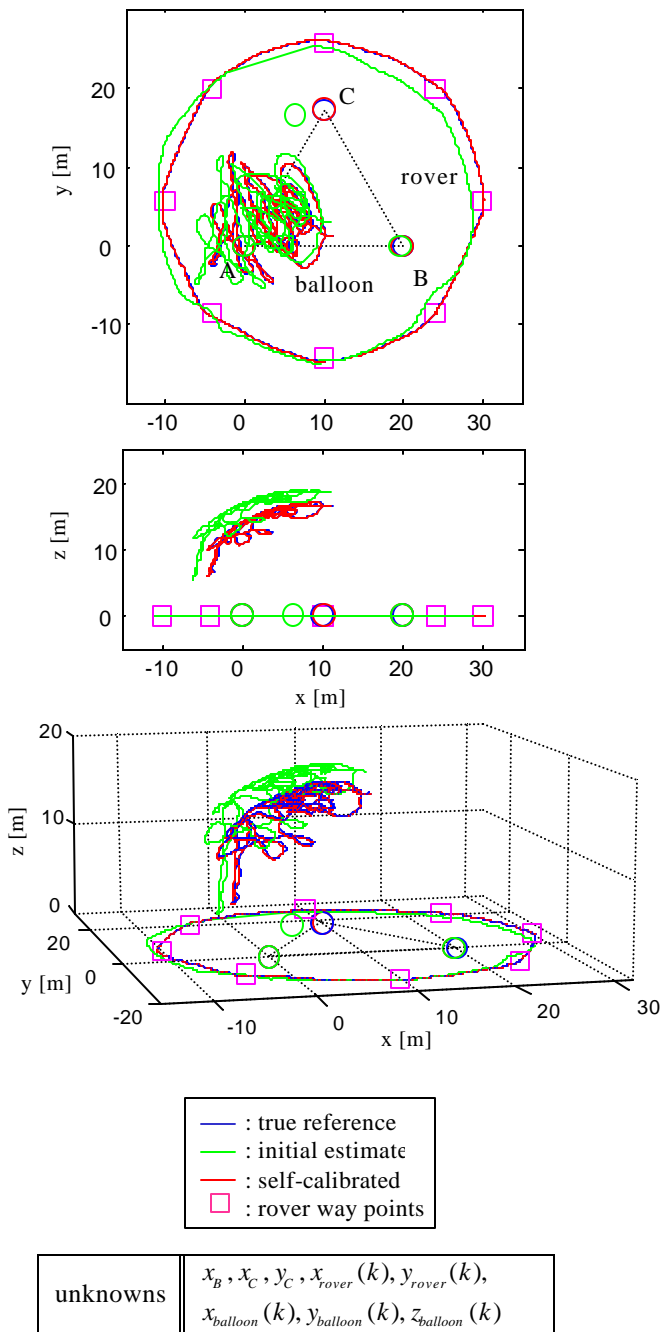 20
10
0
-10
y [m]
C
rover
A
balloon
B
-10 0 10 20 30
20
10
0
z [m]
-10 0 10 20 30
x [m]
20
10
0
z [m]
20
0
-20
y [m]
-10 0 10 20 30
x [m]
: true reference
: initial estimate
: self-calibrated
: rover way points
unknowns
x_B, x_C, y_C, x_rover(k), y_rover(k),
x_balloon(k), y_balloon(k), z_balloon(k)